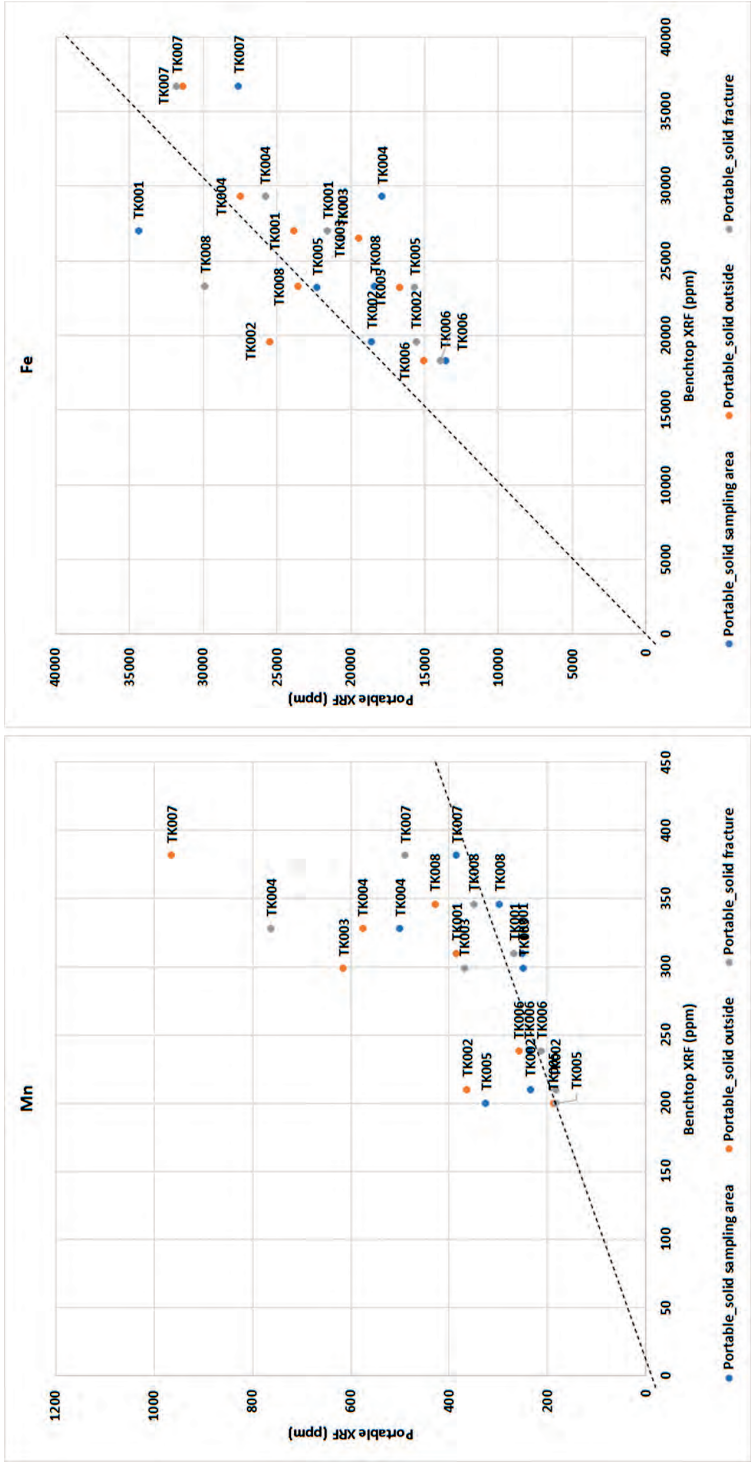 Mn
1200
1000
800
600
400
200
0
TK007
TK004
TK003
TK004
TK004
TK007
TK002
TK008
TK001
TK007
TK003
TK008
TK005
TK008
TK001
TK006
TK006
TK002
TK006
TK005
0 50 100 150 200 250 300 350 400 450
Portable XRF (ppm)
Benchtop XRF (ppm)
Portable_solid sampling area
Portable_solid outside
Portable_solid fracture
Fe
40000
35000
30000
25000
20000
15000
10000
5000
0
TK001
TK007
TK007
TK008
TK007
TK004
TK004
TK002
TK008
TK001
TK001
TK005
TK003
TK003
TK004
TK008
TK002
TK005
TK005
TK002
TK006
TK006
TK006
0 5000 10000 15000 20000 25000 30000 35000 40000
Portable XRF (ppm)
Benchtop XRF (ppm)
Portable_solid sampling area
Portable_solid outside
Portable_solid fracture